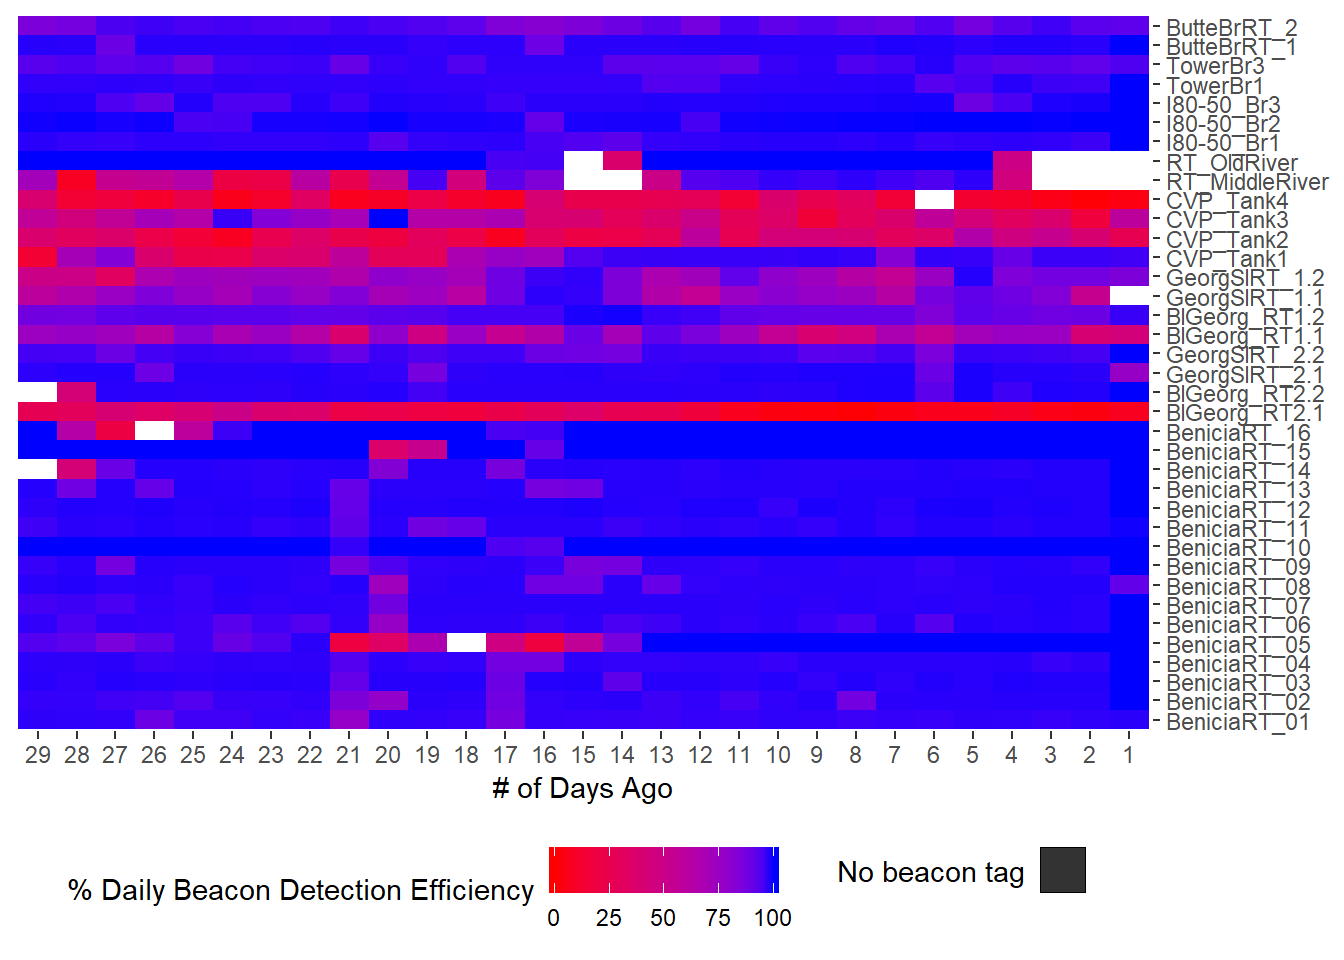 ButteBrRT_2
ButteBrRT_1
TowerBr3
TowerBr1
I80-50_Br3
I80-50_Br2
I80-50_Br1
RT_OldRiver
RT_MiddleRiver
CVP_Tank4
CVP_Tank3
CVP_Tank2
CVP_Tank1
GeorgSlRT_1.2
GeorgSlRT_1.1
BlGeorg_RT1.2
BlGeorg_RT1.1
GeorgSlRT_2.2
GeorgSlRT_2.1
BlGeorg_RT2.2
BlGeorg_RT2.1
BeniciaRT_16
BeniciaRT_15
BeniciaRT_14
BeniciaRT_13
BeniciaRT_12
BeniciaRT_11
BeniciaRT_10
BeniciaRT_09
BeniciaRT_08
BeniciaRT_07
BeniciaRT_06
BeniciaRT_05
BeniciaRT_04
BeniciaRT_03
BeniciaRT_02
BeniciaRT_01
29 28 27 26 25 24 23 22 21 20 19 18 17 16 15 14 13 12 11 10 9 8 7 6 5 4 3 2 1
# of Days Ago
% Daily Beacon Detection Efficiency
0 25 50 75 100
No beacon tag